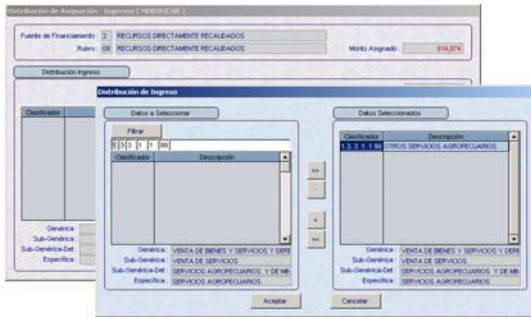 Distribución de Asignación - Ingresos ( MODIFICAR )
Fuente de Financiamiento : 2 RECURSOS DIRECTAMENTE RECAUDADOS
Rubro : 09 RECURSOS DIRECTAMENTE RECAUDADOS
Monto Asignado : 814,674
Distribución Ingreso
Clasificador
Genérica :
Sub-Genérica :
Sub-Genérica-Det :
Específica :
Distribución de Ingreso
Datos a Seleccionar
Filtrar
1 3 3 1 1 99
Clasificador Descripción
Genérica : VENTA DE BIENES Y SERVICIOS Y DERE
Sub-Genérica : VENTA DE SERVICIOS
Sub-Genérica-Det : SERVICIOS AGROPECUARIOS Y DE MI
Específica : SERVICIOS AGROPECUARIOS
>>
>
<
<<
Datos Seleccionados
Clasificador Descripción
1 3. 3 1. 1 99 OTROS SERVICIOS AGROPECUARIOS
Genérica : VENTA DE BIENES Y SERVICIOS Y DERE
Sub-Genérica : VENTA DE SERVICIOS
Sub-Genérica-Det : SERVICIOS AGROPECUARIOS Y DE MI
Específica : SERVICIOS AGROPECUARIOS
Aceptar Cancelar